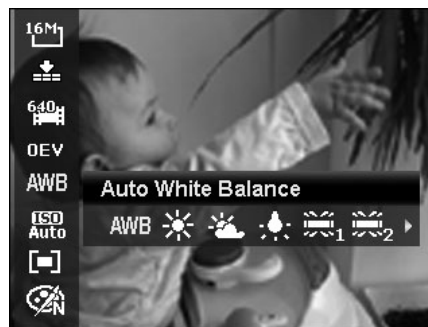 16M
640
0EV
AWB
Auto White Balance
ISO
Auto
AWB 1 2
N